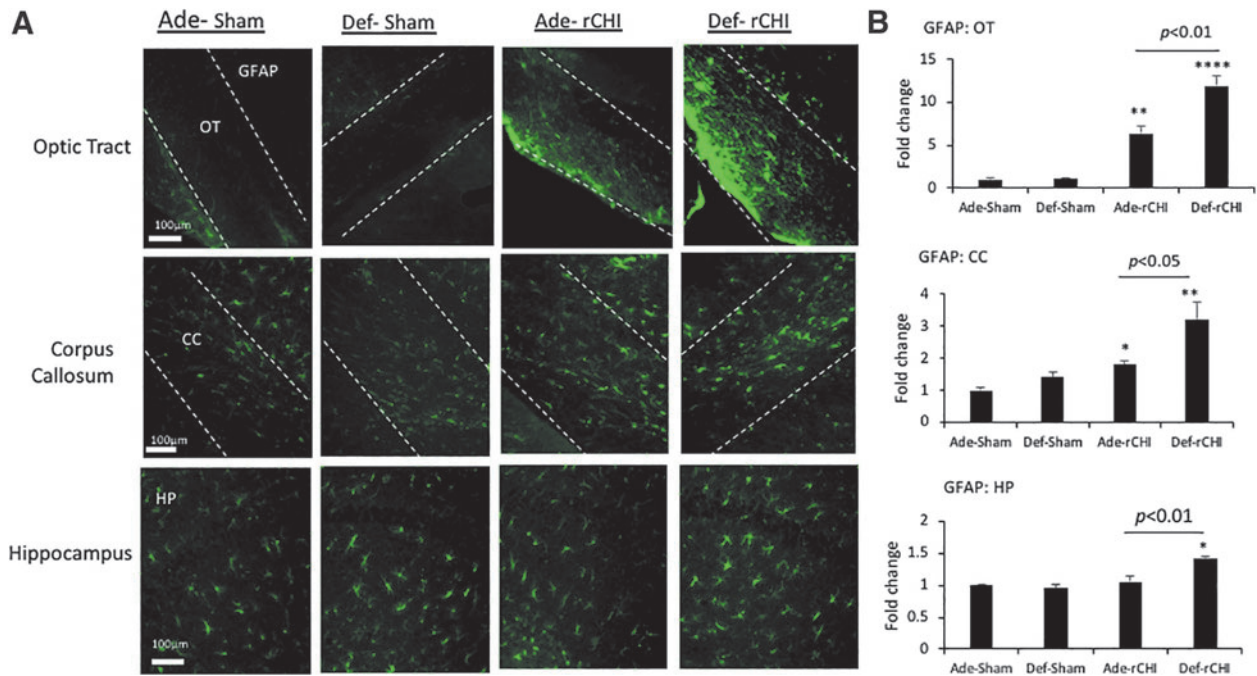 A
Ade- Sham
Def- Sham
Ade- rCHI
Def- rCHI
Optic Tract
GFAP
OT
100μm
Corpus
Callosum
CC
100μm
Hippocampus
HP
100μm
B
GFAP: OT
p<0.01
****
**
15
10
5
0
Fold change
Ade-Sham Def-Sham Ade-rCHI Def-rCHI
GFAP: CC
p<0.05
**
*
4
3
2
1
0
Fold change
Ade-Sham Def-Sham Ade-rCHI Def-rCHI
GFAP: HP
p<0.01
*
2
1.5
1
0.5
0
Fold change
Ade-Sham Def-Sham Ade-rCHI Def-rCHI